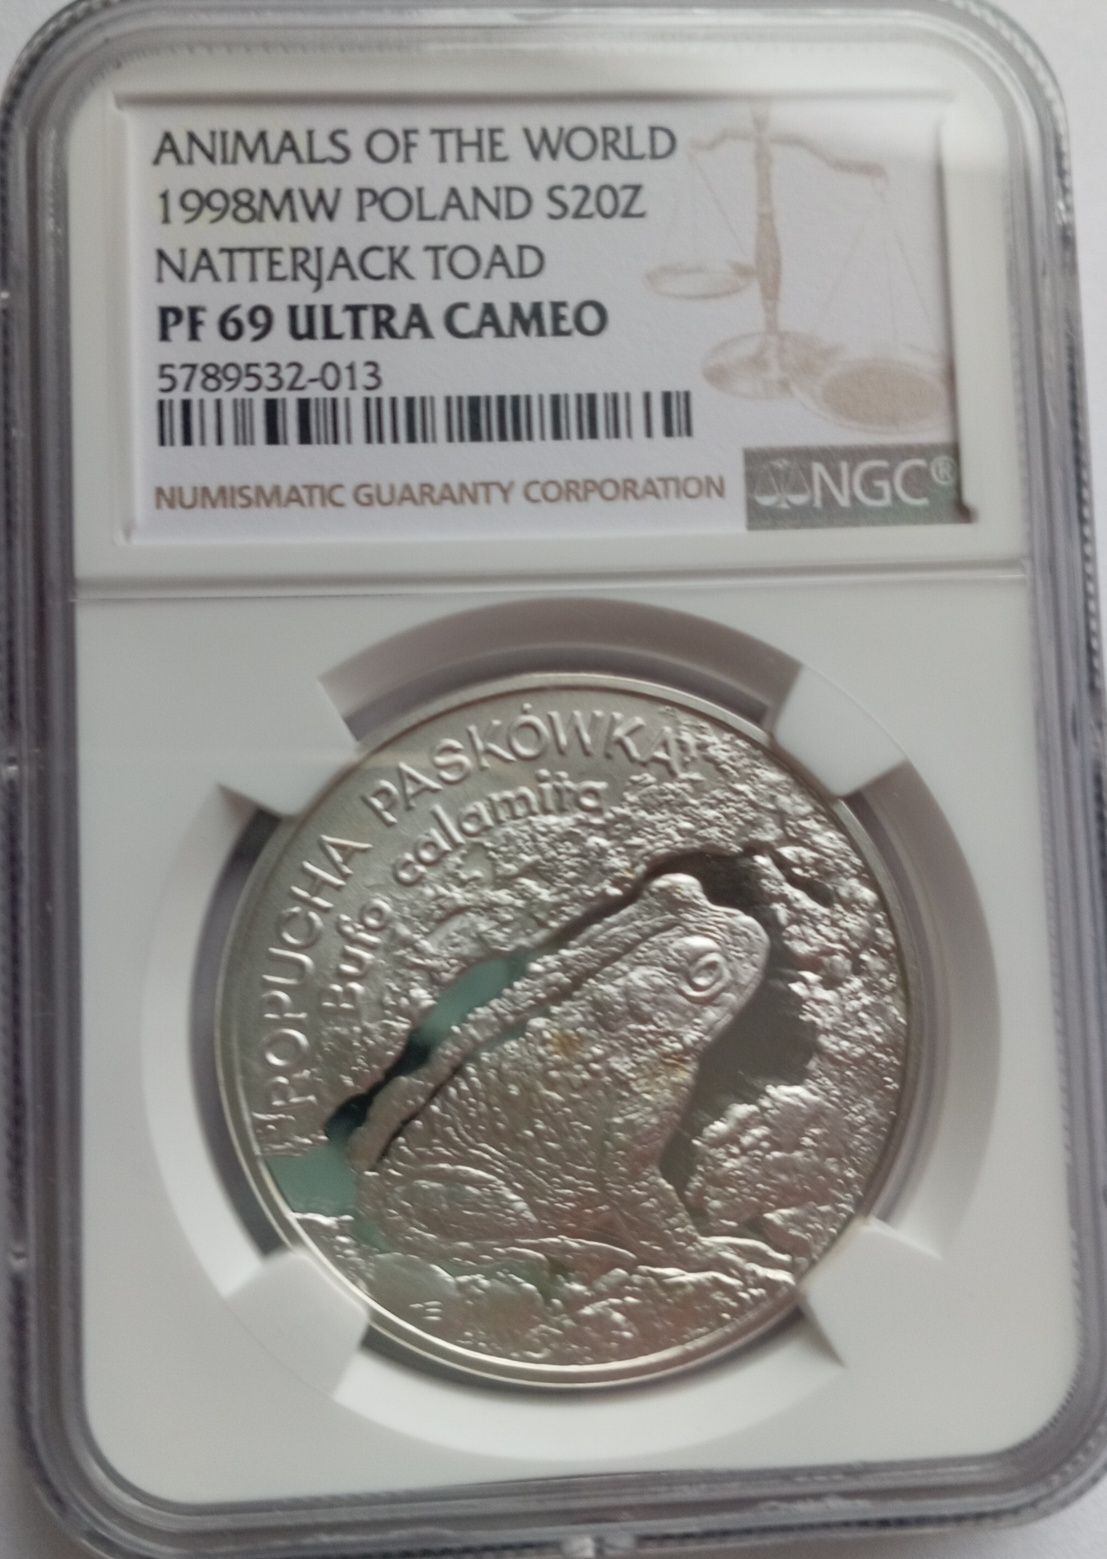 ANIMALS OF THE WORLD
1998MW POLAND S20Z
NATTERJACK TOAD
PF 69 ULTRA CAMEO
5789532-013
NUMISMATIC GUARANTY CORPORATION
NGC®
ROPUCHA PASKÓWKA
Bufo calamita